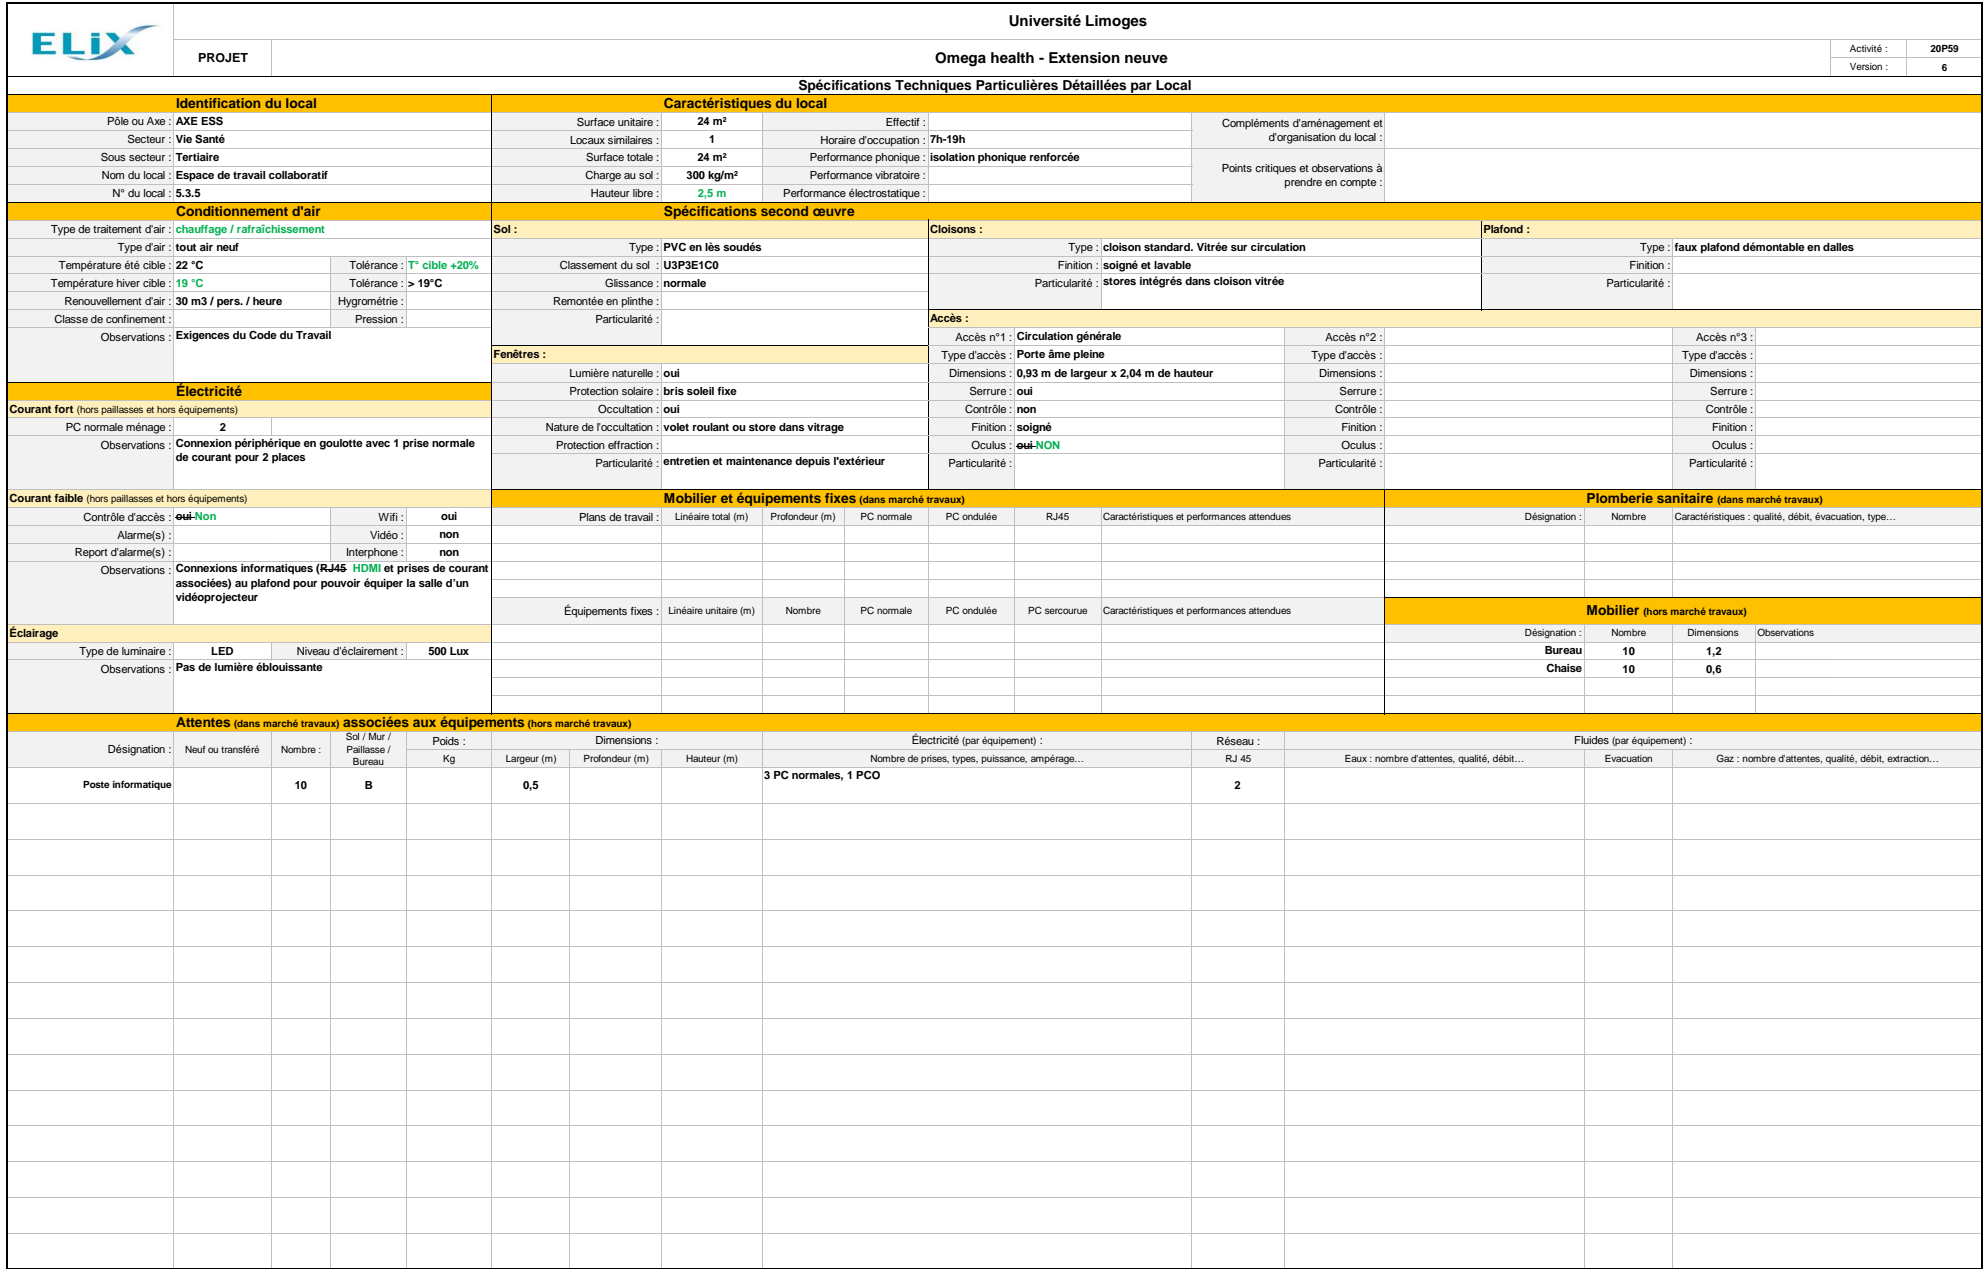 Université Limoges
ELiX
PROJET
Omega health - Extension neuve
Activité : 20P59
Version : 6
Spécifications Techniques Particulières Détaillées par Local
Identification du local
Pôle ou Axe : AXE ESS
Secteur : Vie Santé
Sous secteur : Tertiaire
Nom du local : Espace de travail collaboratif
N° du local : 5.3.5
Caractéristiques du local
Surface unitaire : 24 m²
Locaux similaires : 1
Surface totale : 24 m²
Charge au sol : 300 kg/m²
Hauteur libre : 2,5 m
Effectif :
Horaire d'occupation : 7h-19h
Performance phonique : isolation phonique renforcée
Performance vibratoire :
Performance électrostatique :
Compléments d'aménagement et
d'organisation du local :
Points critiques et observations à
prendre en compte :
Conditionnement d'air
Type de traitement d'air : chauffage / rafraîchissement
Type d'air : tout air neuf
Température été cible : 22 °C Tolérance : T° cible +20%
Température hiver cible : 19 °C Tolérance : > 19°C
Renouvellement d'air : 30 m3 / pers. / heure Hygrométrie :
Classe de confinement : Pression :
Observations : Exigences du Code du Travail
Spécifications second œuvre
Sol :
Type : PVC en lès soudés
Classement du sol : U3P3E1C0
Glissance : normale
Remontée en plinthe :
Particularité :
Cloisons :
Type : cloison standard. Vitrée sur circulation
Finition : soigné et lavable
Particularité : stores intégrés dans cloison vitrée
Plafond :
Type : faux plafond démontable en dalles
Finition :
Particularité :
Fenêtres :
Lumière naturelle : oui
Protection solaire : bris soleil fixe
Occultation : oui
Nature de l'occultation : volet roulant ou store dans vitrage
Protection effraction :
Particularité : entretien et maintenance depuis l'extérieur
Accès :
Accès n°1 : Circulation générale
Type d'accès : Porte âme pleine
Dimensions : 0,93 m de largeur x 2,04 m de hauteur
Serrure : oui
Contrôle : non
Finition : soigné
Oculus : oui NON
Particularité :
Accès n°2 :
Type d'accès :
Dimensions :
Serrure :
Contrôle :
Finition :
Oculus :
Particularité :
Accès n°3 :
Type d'accès :
Dimensions :
Serrure :
Contrôle :
Finition :
Oculus :
Particularité :
Électricité
Courant fort (hors paillasses et hors équipements)
PC normale ménage : 2
Observations : Connexion périphérique en goulotte avec 1 prise normale
de courant pour 2 places
Courant faible (hors paillasses et hors équipements)
Contrôle d'accès : oui Non Wifi : oui
Alarme(s) : Vidéo : non
Report d'alarme(s) : Interphone : non
Observations : Connexions informatiques (RJ45 HDMI et prises de courant
associées) au plafond pour pouvoir équiper la salle d'un
vidéoprojecteur
Éclairage
Type de luminaire : LED Niveau d'éclairement : 500 Lux
Observations : Pas de lumière éblouissante
Mobilier et équipements fixes (dans marché travaux)
Plans de travail : Linéaire total (m) Profondeur (m) PC normale PC ondulée RJ45 Caractéristiques et performances attendues
Équipements fixes : Linéaire unitaire (m) Nombre PC normale PC ondulée PC sercourue Caractéristiques et performances attendues
Plomberie sanitaire (dans marché travaux)
Désignation : Nombre Caractéristiques : qualité, débit, évacuation, type…
Mobilier (hors marché travaux)
Désignation : Nombre Dimensions Observations
Bureau 10 1,2
Chaise 10 0,6
Attentes (dans marché travaux) associées aux équipements (hors marché travaux)
Désignation : Neuf ou transféré Nombre : Sol / Mur / Paillasse / Bureau Poids : Dimensions : Électricité (par équipement) : Réseau : Fluides (par équipement) :
Kg Largeur (m) Profondeur (m) Hauteur (m) Nombre de prises, types, puissance, ampérage… RJ 45 Eaux : nombre d'attentes, qualité, débit… Evacuation Gaz : nombre d'attentes, qualité, débit, extraction…
Poste informatique 10 B 0,5 3 PC normales, 1 PCO 2